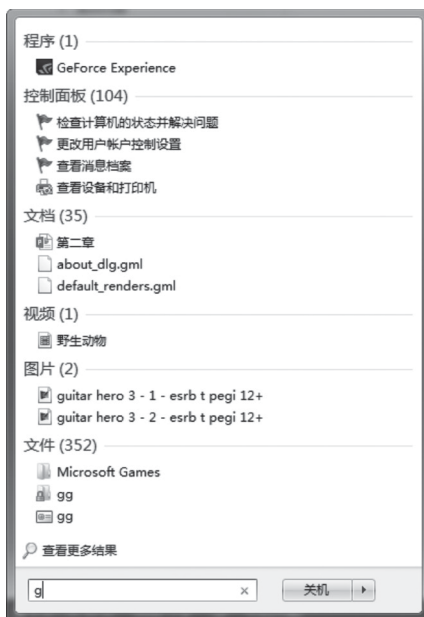 程序 (1)
GeForce Experience
控制面板 (104)
检查计算机的状态并解决问题
更改用户帐户控制设置
查看消息档案
查看设备和打印机
文档 (35)
第二章
about_dlg.gml
default_renders.gml
视频 (1)
野生动物
图片 (2)
guitar hero 3 - 1 - esrb t pegi 12+
guitar hero 3 - 2 - esrb t pegi 12+
文件 (352)
Microsoft Games
gg
gg
查看更多结果
g
关机